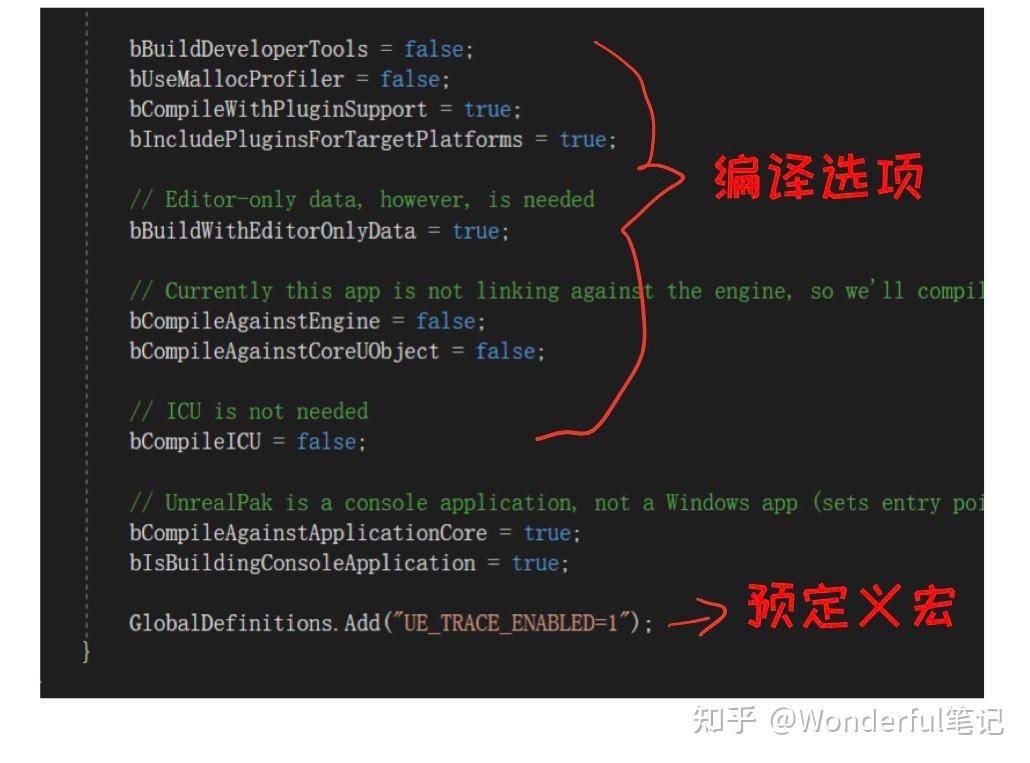 bBuildDeveloperTools = false;
bUseMallocProfiler = false;
bCompileWithPluginSupport = true;
bIncludePluginsForTargetPlatforms = true;
编译选项
// Editor-only data, however, is needed
bBuildWithEditorOnlyData = true;
// Currently this app is not linking against the engine, so we'll compil
bCompileAgainstEngine = false;
bCompileAgainstCoreUObject = false;
// ICU is not needed
bCompileICU = false;
// UnrealPak is a console application, not a Windows app (sets entry poi
bCompileAgainstApplicationCore = true;
bIsBuildingConsoleApplication = true;
GlobalDefinitions.Add("UE_TRACE_ENABLED=1");
预定义宏
}
知乎 @Wonderful笔记